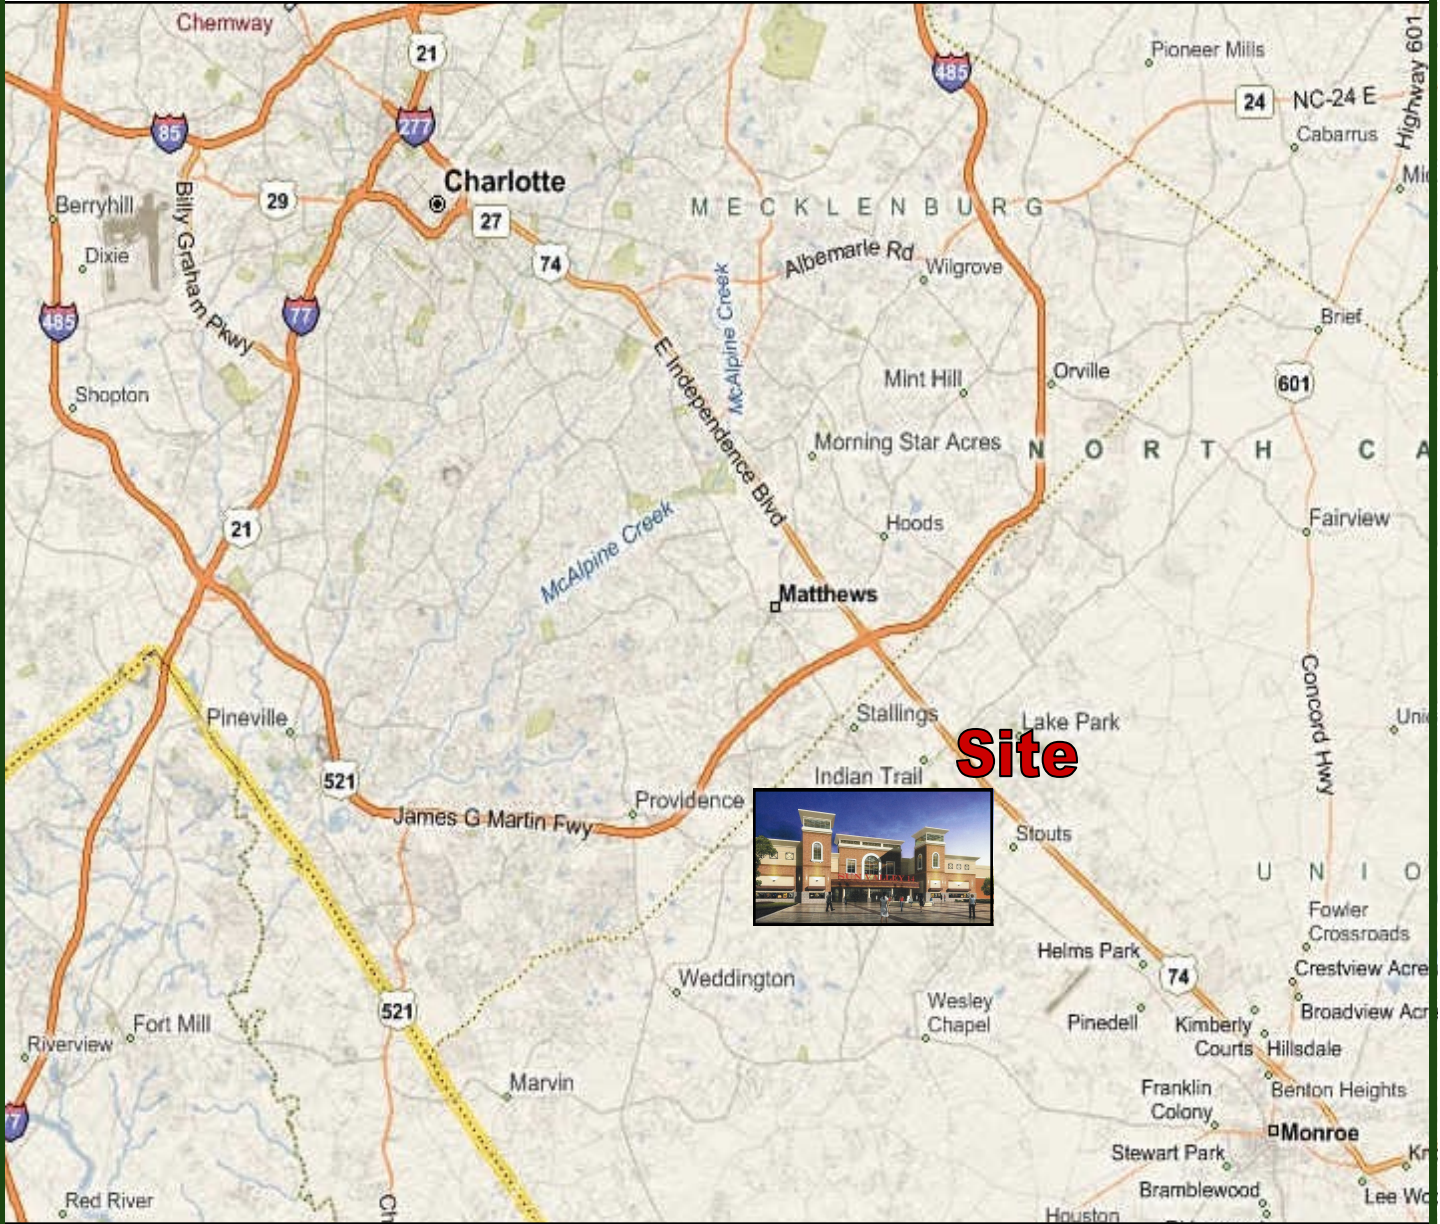 Chemway
21
Pioneer Mills
485
24
NC-24 E
Highway 601
85
277
Cabarrus
Charlotte
Berryhill
29
27
MECKLENBURG
Billy Graham Pkwy
Dixie
74
Albemarle Rd
Wilgrove
McAlpine Creek
485
77
Brief
E Independence Blvd
Shopton
Mint Hill
Orville
601
Morning Star Acres
NORTH CA
21
McAlpine Creek
Hoods
Fairview
Matthews
Concord Hwy
Pineville
Stallings
Lake Park
Site
521
Indian Trail
Providence
James G Martin Fwy
Stouts
UNIO
Fowler
Crossroads
Helms Park
Crestview Acre
74
Weddington
Wesley
Chapel
521
Broadview Acr
Pinedell
Kimberly
Courts
Hillsdale
Fort Mill
Riverview
Marvin
Benton Heights
Franklin
Colony
7
Monroe
Stewart Park
Bramblewood
Lee Wo
Red River
Ch
Houston